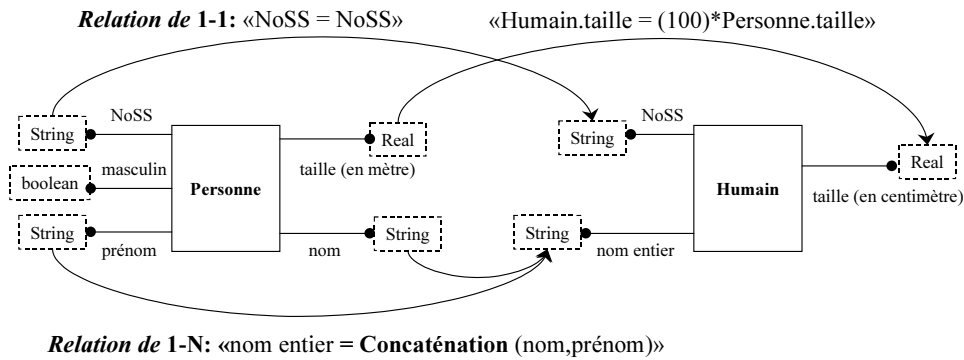 Relation de 1-1: «NoSS = NoSS»
«Humain.taille = (100)*Personne.taille»
NoSS
String
masculin
boolean
String
prénom
Personne
Real
taille (en mètre)
nom
String
String
NoSS
String
nom entier
Humain
Real
taille (en centimètre)
Relation de 1-N: «nom entier = Concaténation (nom,prénom)»